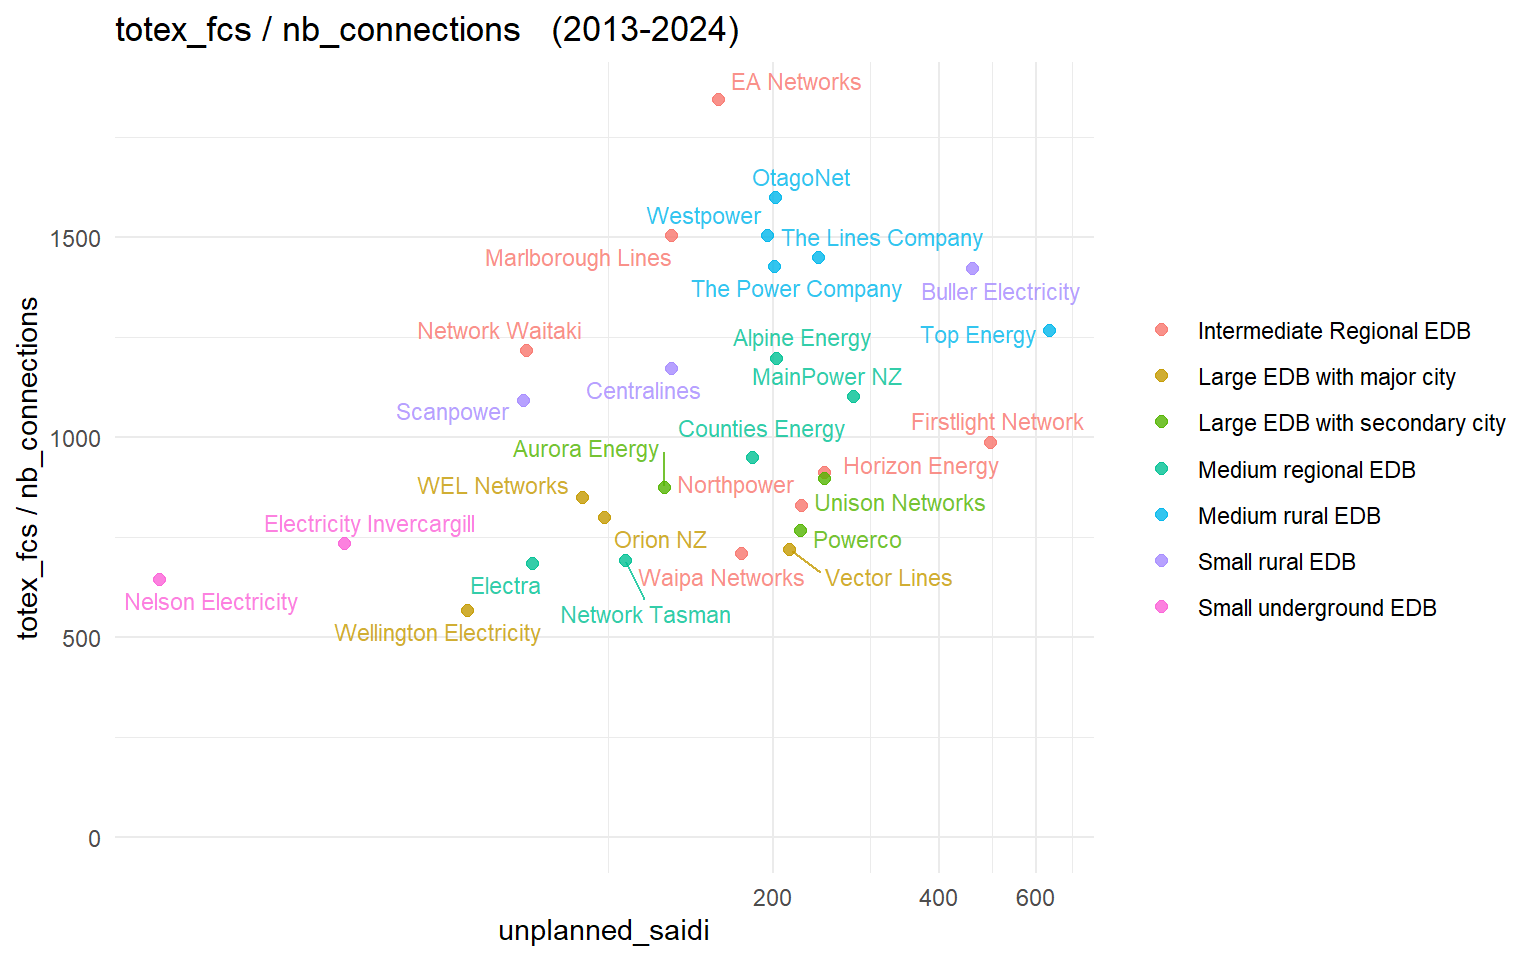 totex_fcs / nb_connections (2013-2024)
EA Networks
OtagoNet
Westpower
The Lines Company
Marlborough Lines
The Power Company
Buller Electricity
Network Waitaki
Alpine Energy
Top Energy
Centralines
MainPower NZ
Scanpower
Firstlight Network
Counties Energy
Aurora Energy
Horizon Energy
WEL Networks
Northpower
Unison Networks
Electricity Invercargill
Orion NZ
Powerco
Electra
Waipa Networks
Vector Lines
Nelson Electricity
Network Tasman
Wellington Electricity
totex_fcs / nb_connections
1500
1000
500
0
200
400
600
unplanned_saidi
Intermediate Regional EDB
Large EDB with major city
Large EDB with secondary city
Medium regional EDB
Medium rural EDB
Small rural EDB
Small underground EDB